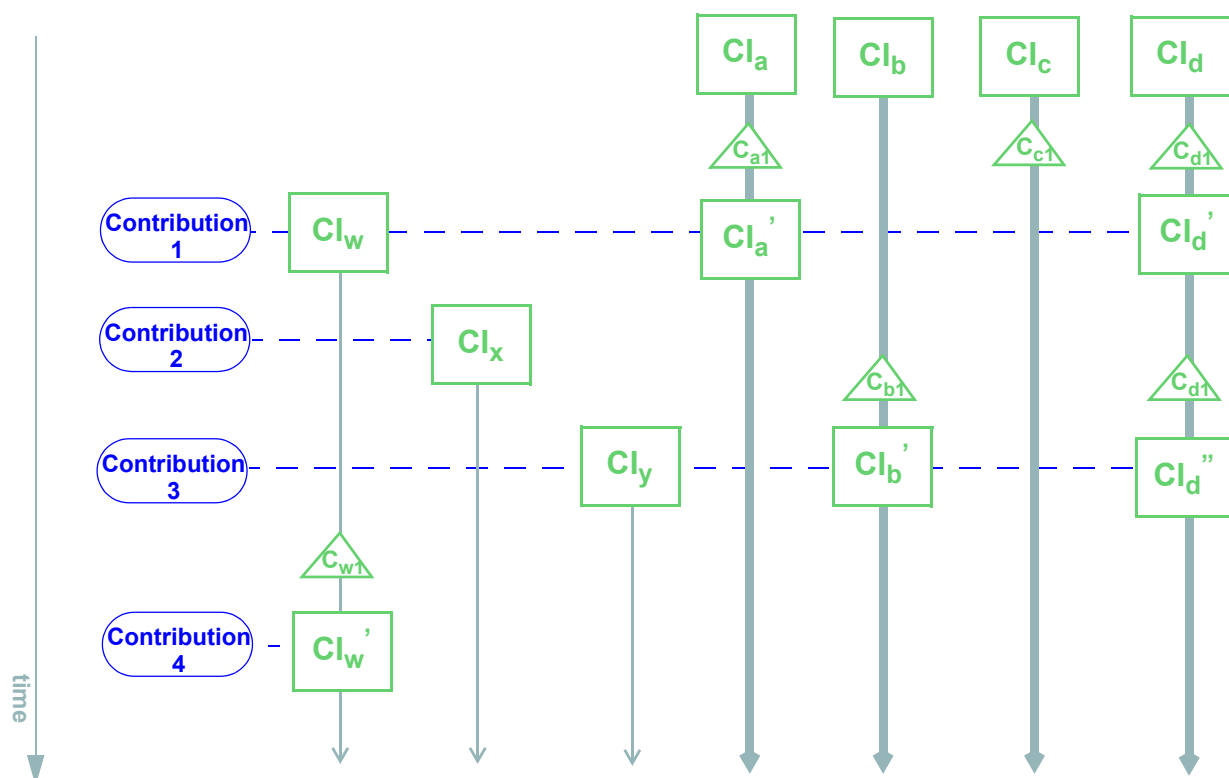 CIa CIb CIc CId
Ca1 Cc1 Cd1
Contribution
1
CIw CIa’ CId’
Contribution
2
CIx
Cb1 Cd1
Contribution
3
CIy CIb’ CId”
Cw1
Contribution
4
CIw’
time